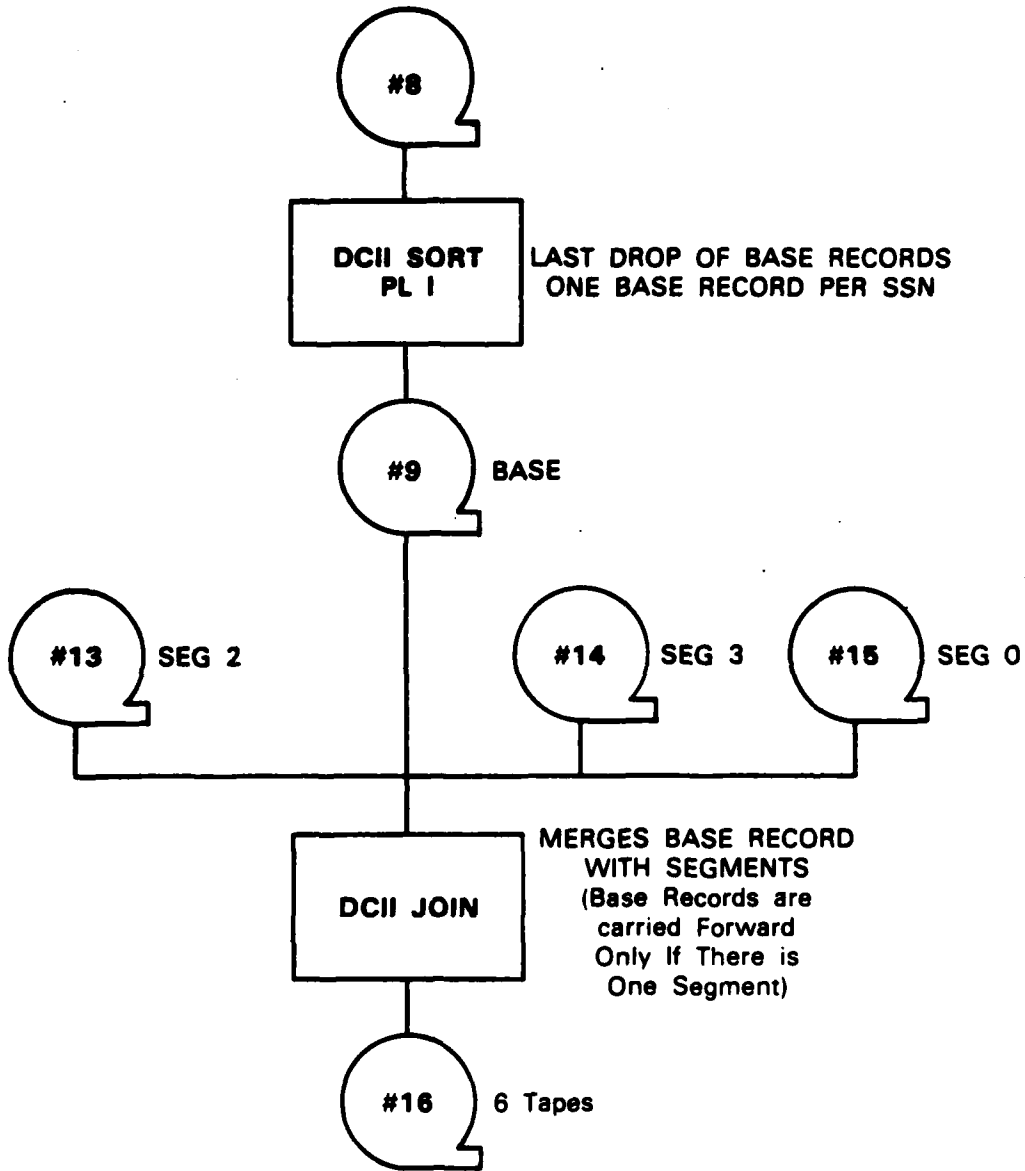 #8
DCII SORT
PL I
LAST DROP OF BASE RECORDS
ONE BASE RECORD PER SSN
#9
BASE
#13
SEG 2
#14
SEG 3
#15
SEG 0
DCII JOIN
MERGES BASE RECORD
WITH SEGMENTS
(Base Records are
carried Forward
Only If There is
One Segment)
#16
6 Tapes